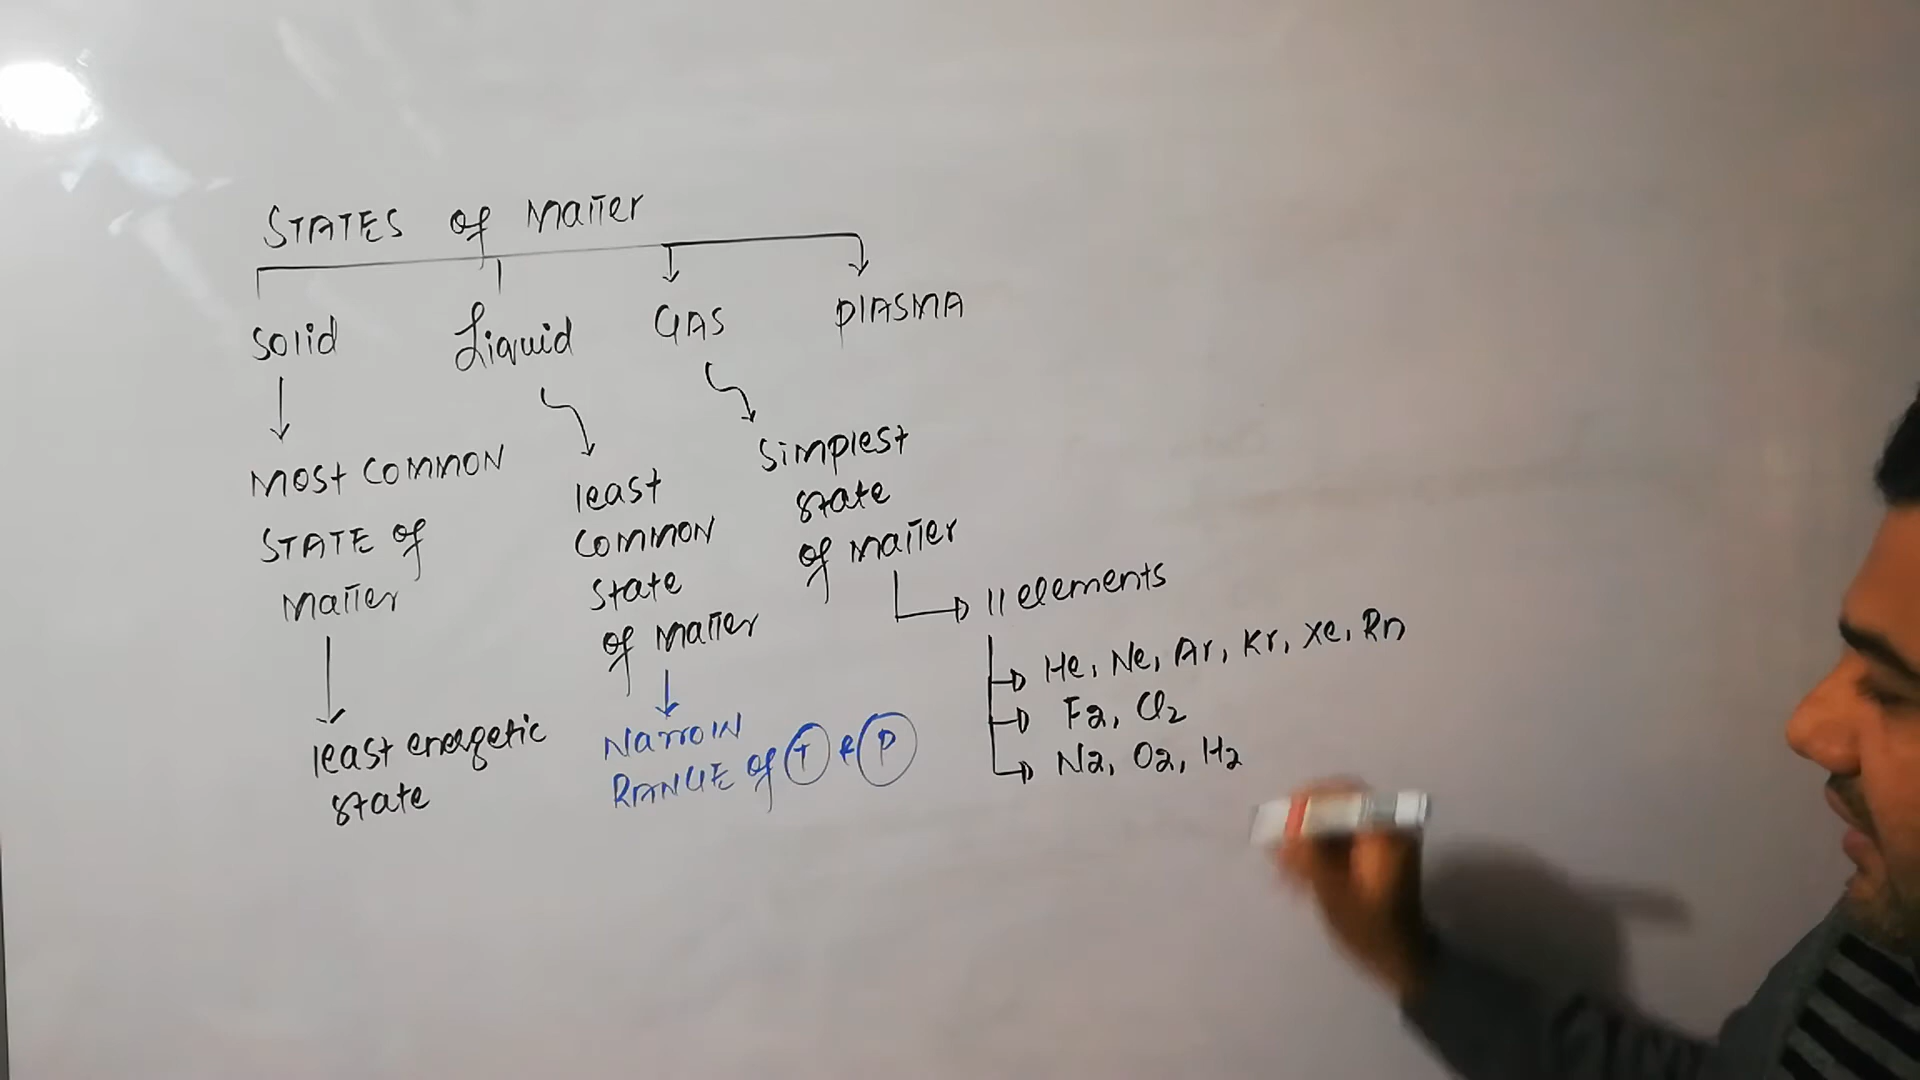 STATES of Matter
Solid
Liquid
GAS
PlASMA
Most Common
STATE of
Matter
least energetic
state
least
Common
state
of Matter
Narrow
RANGE of T & P
Simplest
state
of matter
11 elements
He, Ne, Ar, Kr, Xe, Rn
F2, Cl2
N2, O2, H2